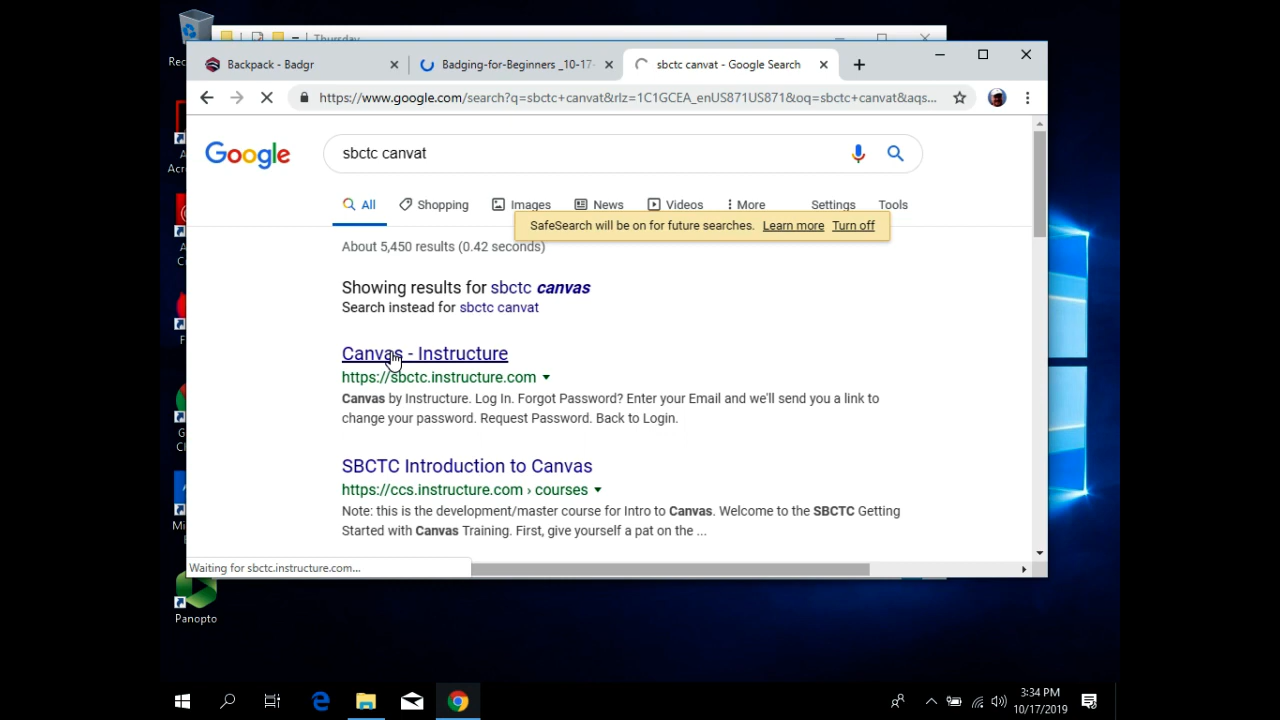 Thursday
Backpack - Badgr
Badging-for-Beginners _10-17-
sbctc canvat - Google Search
https://www.google.com/search?q=sbctc+canvat&rlz=1C1GCEA_enUS871US871&oq=sbctc+canvat&aqs...
Google
sbctc canvat
All
Shopping
Images
News
Videos
More
Settings
Tools
SafeSearch will be on for future searches. Learn more Turn off
About 5,450 results (0.42 seconds)
Showing results for sbctc canvas
Search instead for sbctc canvat
Canvas - Instructure
https://sbctc.instructure.com
Canvas by Instructure. Log In. Forgot Password? Enter your Email and we'll send you a link to
change your password. Request Password. Back to Login.
SBCTC Introduction to Canvas
https://ccs.instructure.com › courses
Note: this is the development/master course for Intro to Canvas. Welcome to the SBCTC Getting
Started with Canvas Training. First, give yourself a pat on the ...
Waiting for sbctc.instructure.com...
Panopto
3:34 PM
10/17/2019